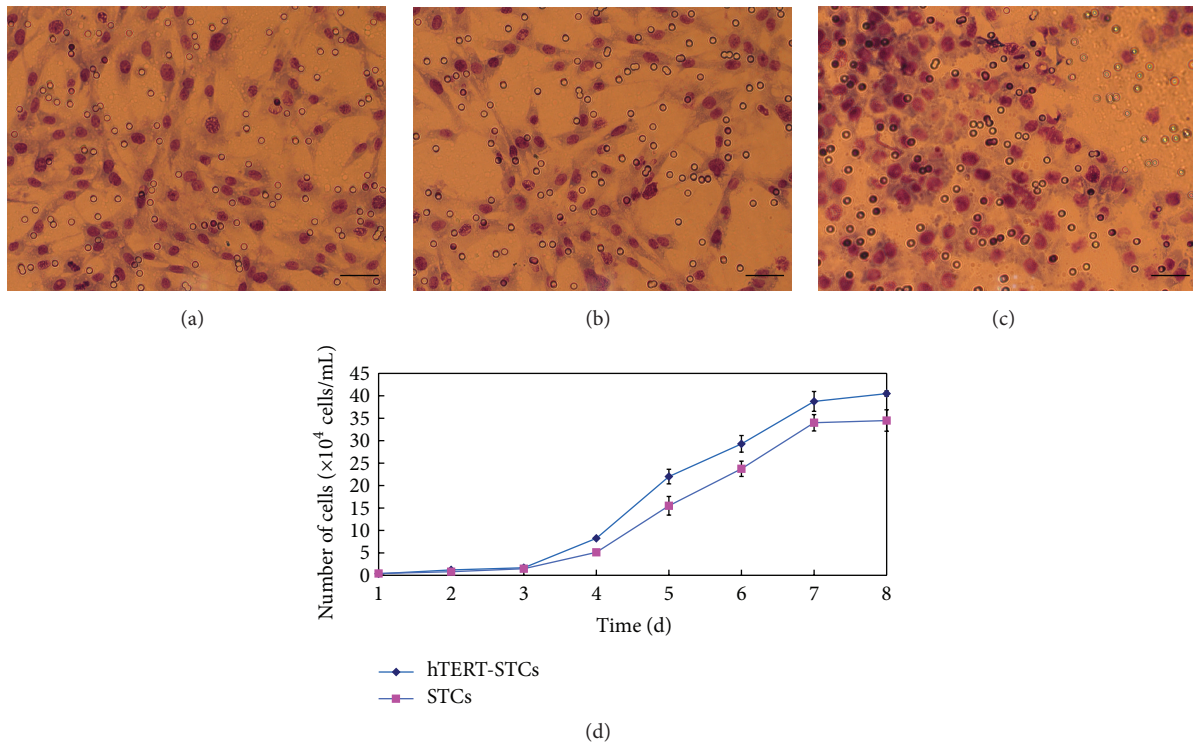 (a)
(b)
(c)
Number of cells (×10⁴ cells/mL)
45
40
35
30
25
20
15
10
5
0
1 2 3 4 5 6 7 8
Time (d)
hTERT-STCs
STCs
(d)